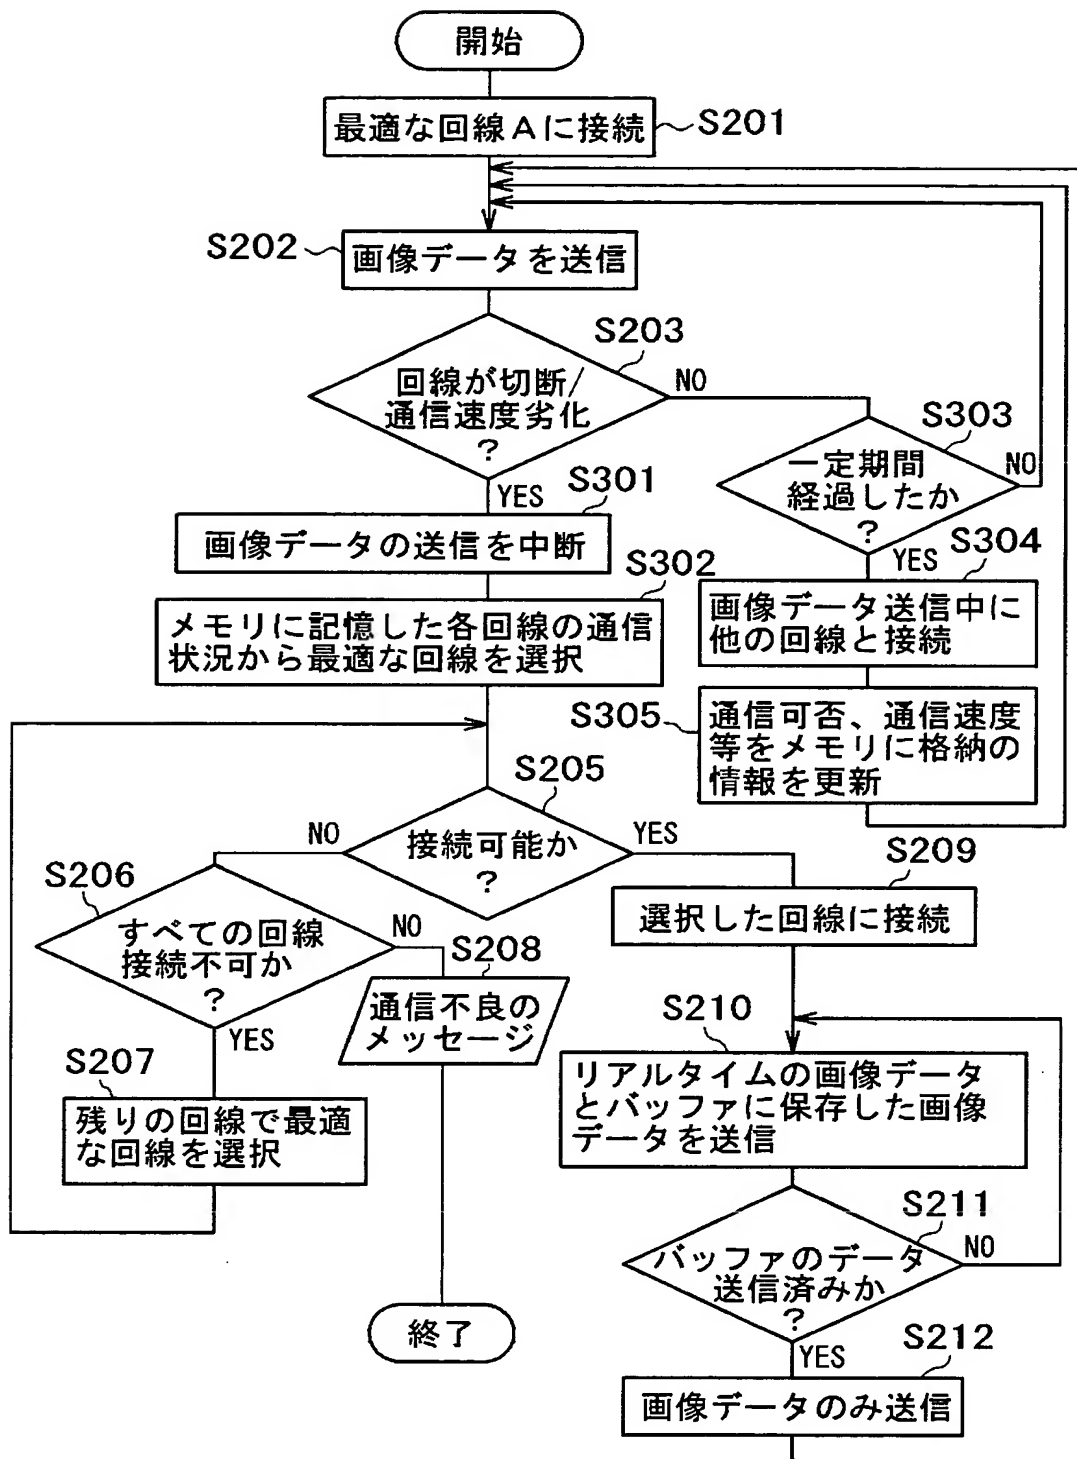 開始
最適な回線Aに接続
S201
S202
画像データを送信
S203
回線が切断/
通信速度劣化
?
NO
YES
S303
一定期間
経過したか
?
NO
YES
S301
画像データの送信を中断
S302
メモリに記憶した各回線の通信
状況から最適な回線を選択
S304
画像データ送信中に
他の回線と接続
S305
通信可否、通信速度
等をメモリに格納の
情報を更新
S205
接続可能か
?
NO
YES
S206
すべての回線
接続不可か
?
NO
YES
S208
通信不良の
メッセージ
S207
残りの回線で最適
な回線を選択
終了
S209
選択した回線に接続
S210
リアルタイムの画像データ
とバッファに保存した画像
データを送信
S211
バッファのデータ
送信済みか
?
NO
YES
S212
画像データのみ送信